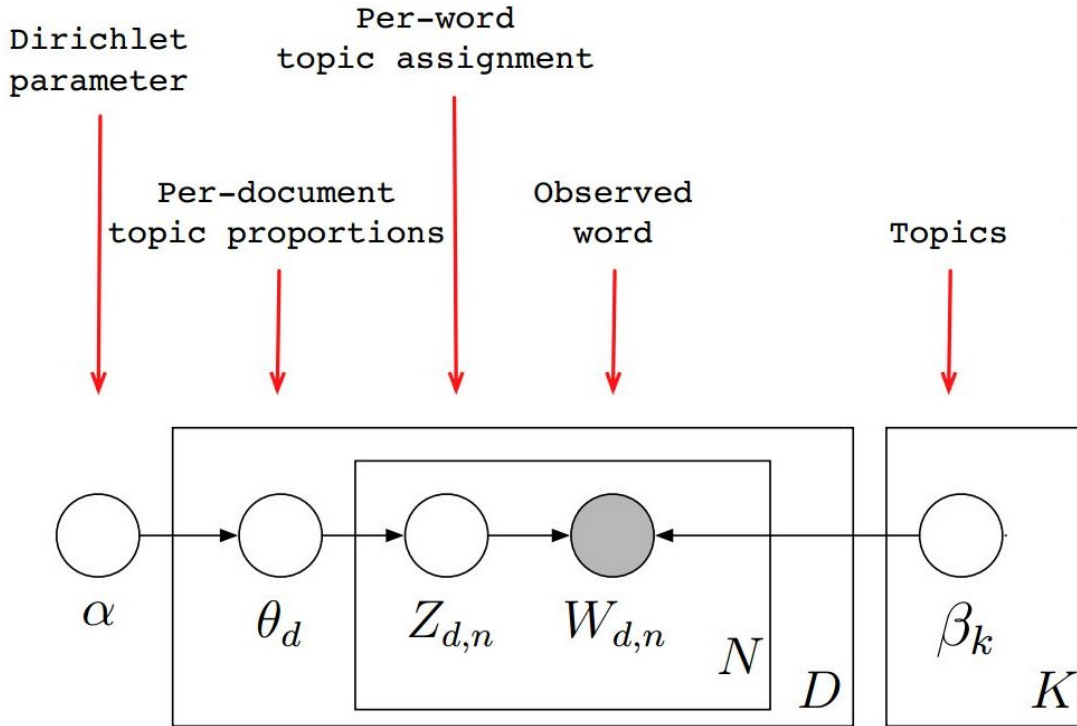 Dirichlet
parameter
Per-word
topic assignment
Per-document
topic proportions
Observed
word
Topics
α
θ_d
Z_{d,n}
W_{d,n}
N
D
β_k
K